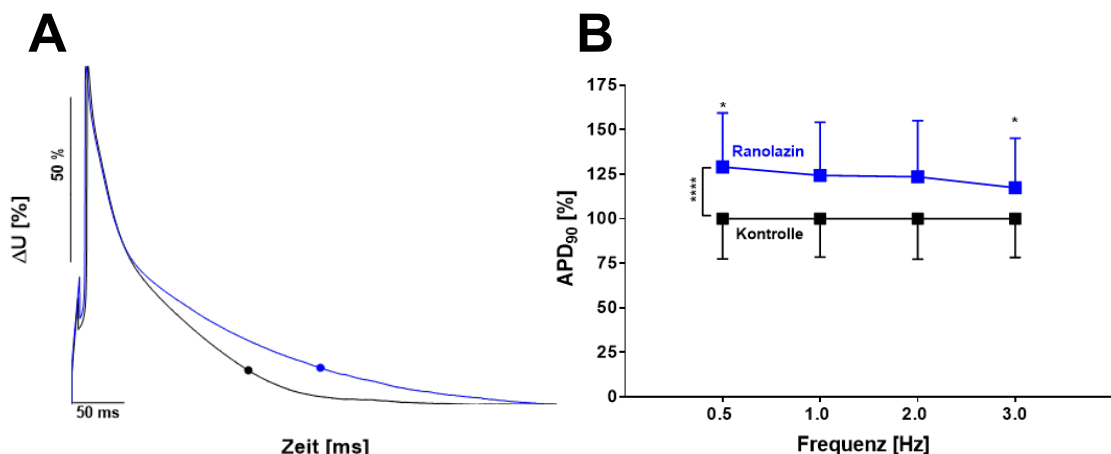 A
ΔU [%]
50 %
50 ms
Zeit [ms]
B
APD90 [%]
175
150
125
100
75
50
25
0
*
*
Ranolazin
****
Kontrolle
0.5 1.0 2.0 3.0
Frequenz [Hz]